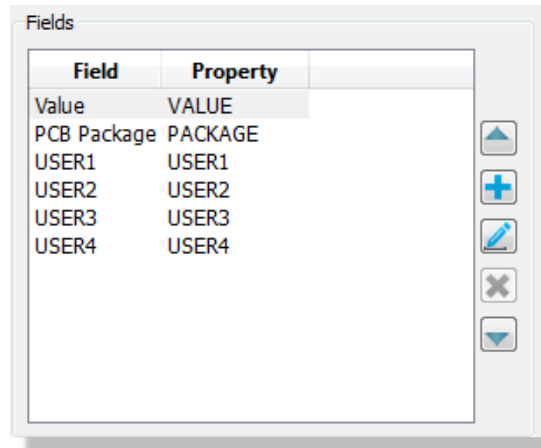 Fields
Field Property
Value VALUE
PCB Package PACKAGE
USER1 USER1
USER2 USER2
USER3 USER3
USER4 USER4